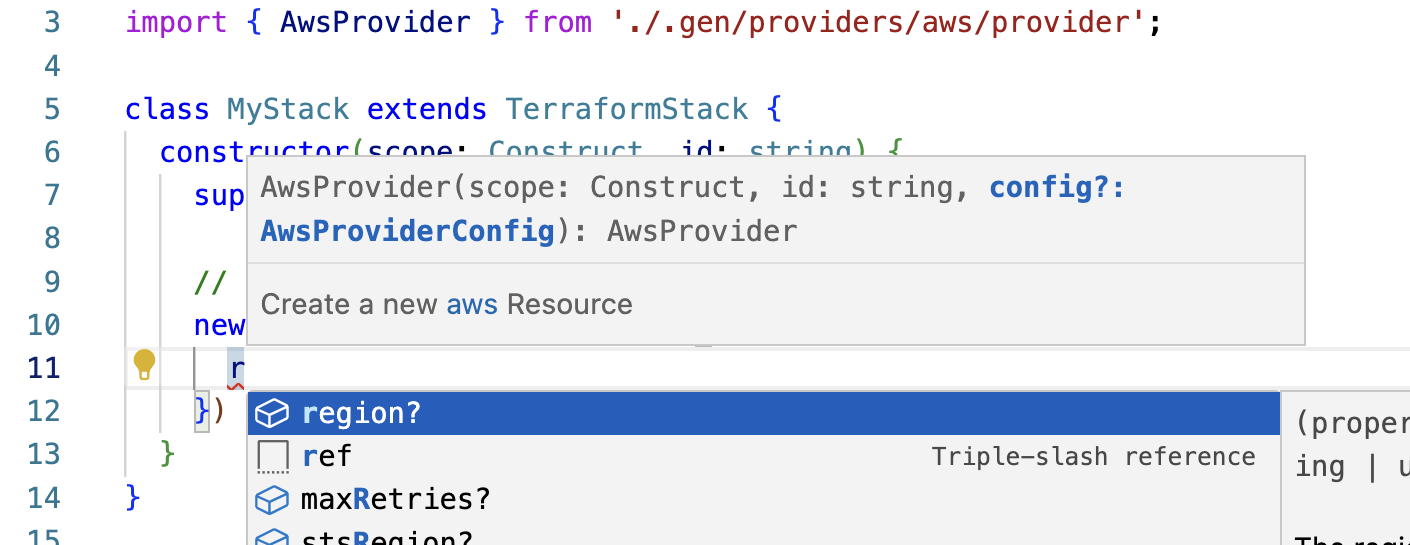 3 import { AwsProvider } from './.gen/providers/aws/provider';
4
5 class MyStack extends TerraformStack {
6 constructor(scope: Construct, id: string) {
AwsProvider(scope: Construct, id: string, config?:
7 sup
AwsProviderConfig): AwsProvider
8
9 //
Create a new aws Resource
10 new
11 r
12 })
region?
13 }
ref Triple-slash reference
14 }
maxRetries?
15
stsRegion?
(proper
ing | u
The regi